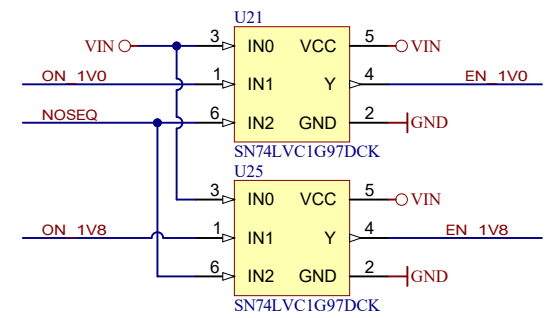 U21
VIN 3 IN0 VCC 5 VIN
ON_1V0 1 IN1 Y 4 EN_1V0
NOSEQ 6 IN2 GND 2 GND
SN74LVC1G97DCK
U25
3 IN0 VCC 5 VIN
ON_1V8 1 IN1 Y 4 EN_1V8
6 IN2 GND 2 GND
SN74LVC1G97DCK